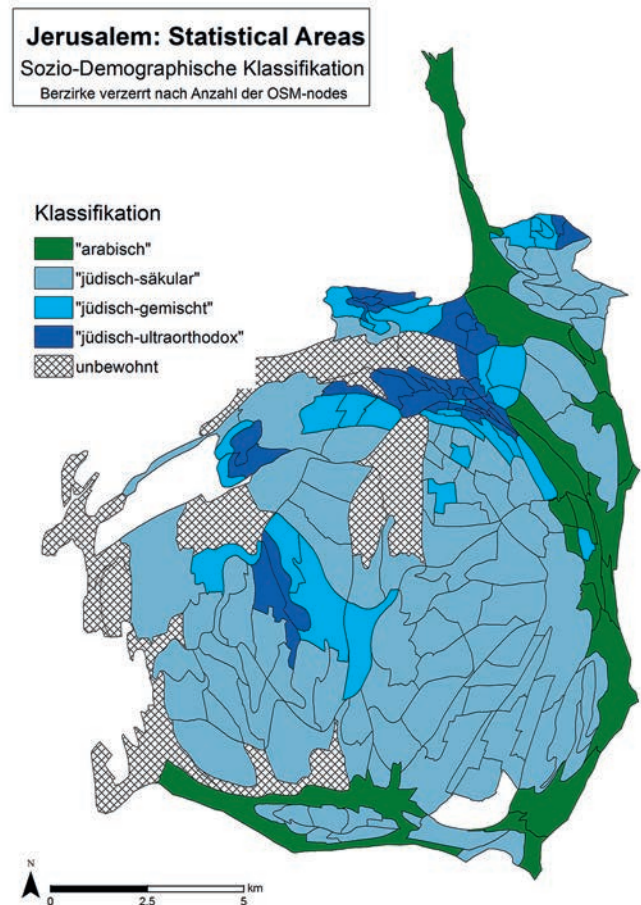 Jerusalem: Statistical Areas
Sozio-Demographische Klassifikation
Berzirke verzerrt nach Anzahl der OSM-nodes
Klassifikation
"arabisch"
"jüdisch-säkular"
"jüdisch-gemischt"
"jüdisch-ultraorthodox"
unbewohnt
N
km
0 2.5 5